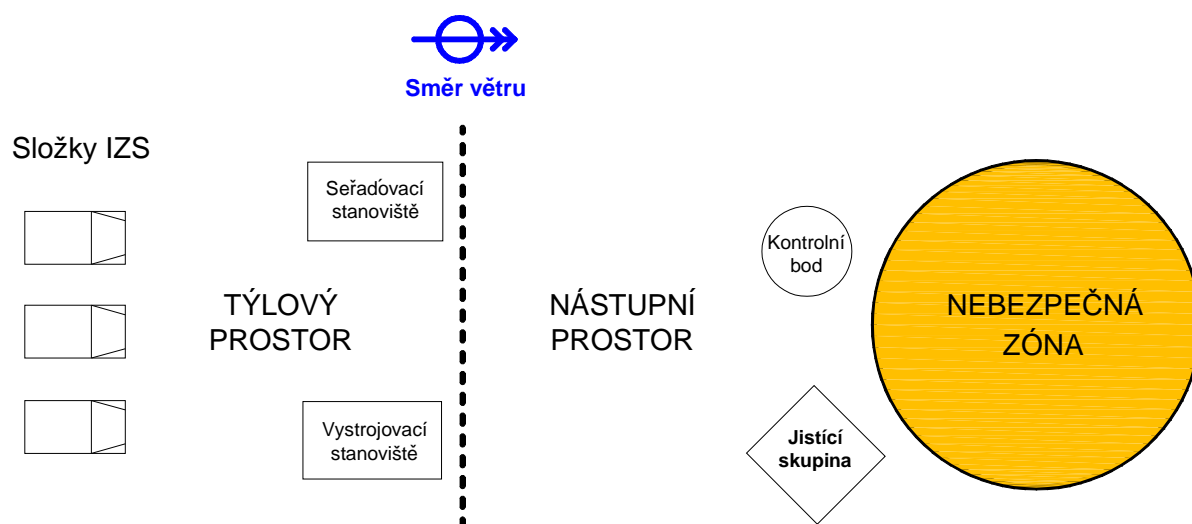 Směr větru
Složky IZS
Seřaďovací
stanoviště
Kontrolní
bod
TÝLOVÝ
PROSTOR
NÁSTUPNÍ
PROSTOR
NEBEZPEČNÁ
ZÓNA
Vystrojovací
stanoviště
Jistící
skupina